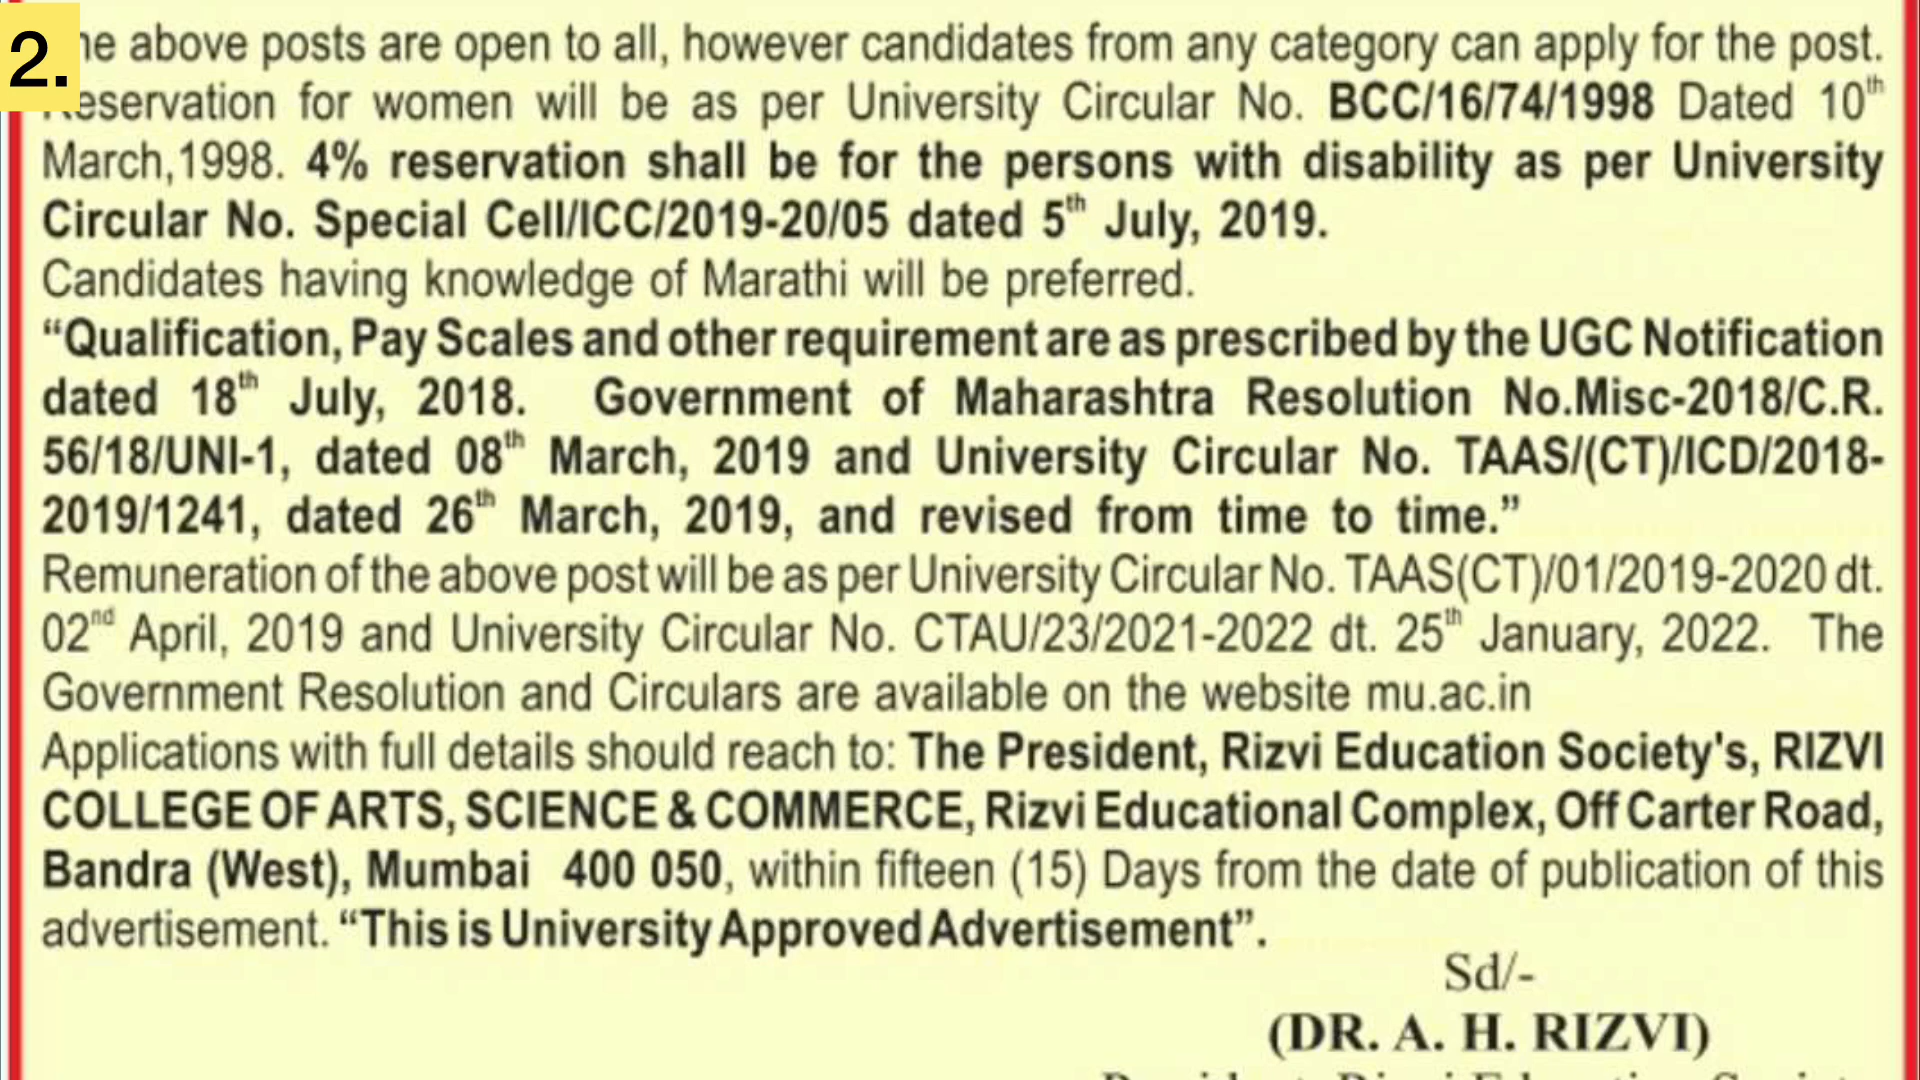 2. he above posts are open to all, however candidates from any category can apply for the post.
eservation for women will be as per University Circular No. BCC/16/74/1998 Dated 10th
March,1998. 4% reservation shall be for the persons with disability as per University
Circular No. Special Cell/ICC/2019-20/05 dated 5th July, 2019.
Candidates having knowledge of Marathi will be preferred.
“Qualification, Pay Scales and other requirement are as prescribed by the UGC Notification
dated 18th July, 2018. Government of Maharashtra Resolution No.Misc-2018/C.R.
56/18/UNI-1, dated 08th March, 2019 and University Circular No. TAAS/(CT)/ICD/2018-
2019/1241, dated 26th March, 2019, and revised from time to time.”
Remuneration of the above post will be as per University Circular No. TAAS(CT)/01/2019-2020 dt.
02nd April, 2019 and University Circular No. CTAU/23/2021-2022 dt. 25th January, 2022. The
Government Resolution and Circulars are available on the website mu.ac.in
Applications with full details should reach to: The President, Rizvi Education Society's, RIZVI
COLLEGE OF ARTS, SCIENCE & COMMERCE, Rizvi Educational Complex, Off Carter Road,
Bandra (West), Mumbai 400 050, within fifteen (15) Days from the date of publication of this
advertisement. “This is University Approved Advertisement”.
Sd/-
(DR. A. H. RIZVI)